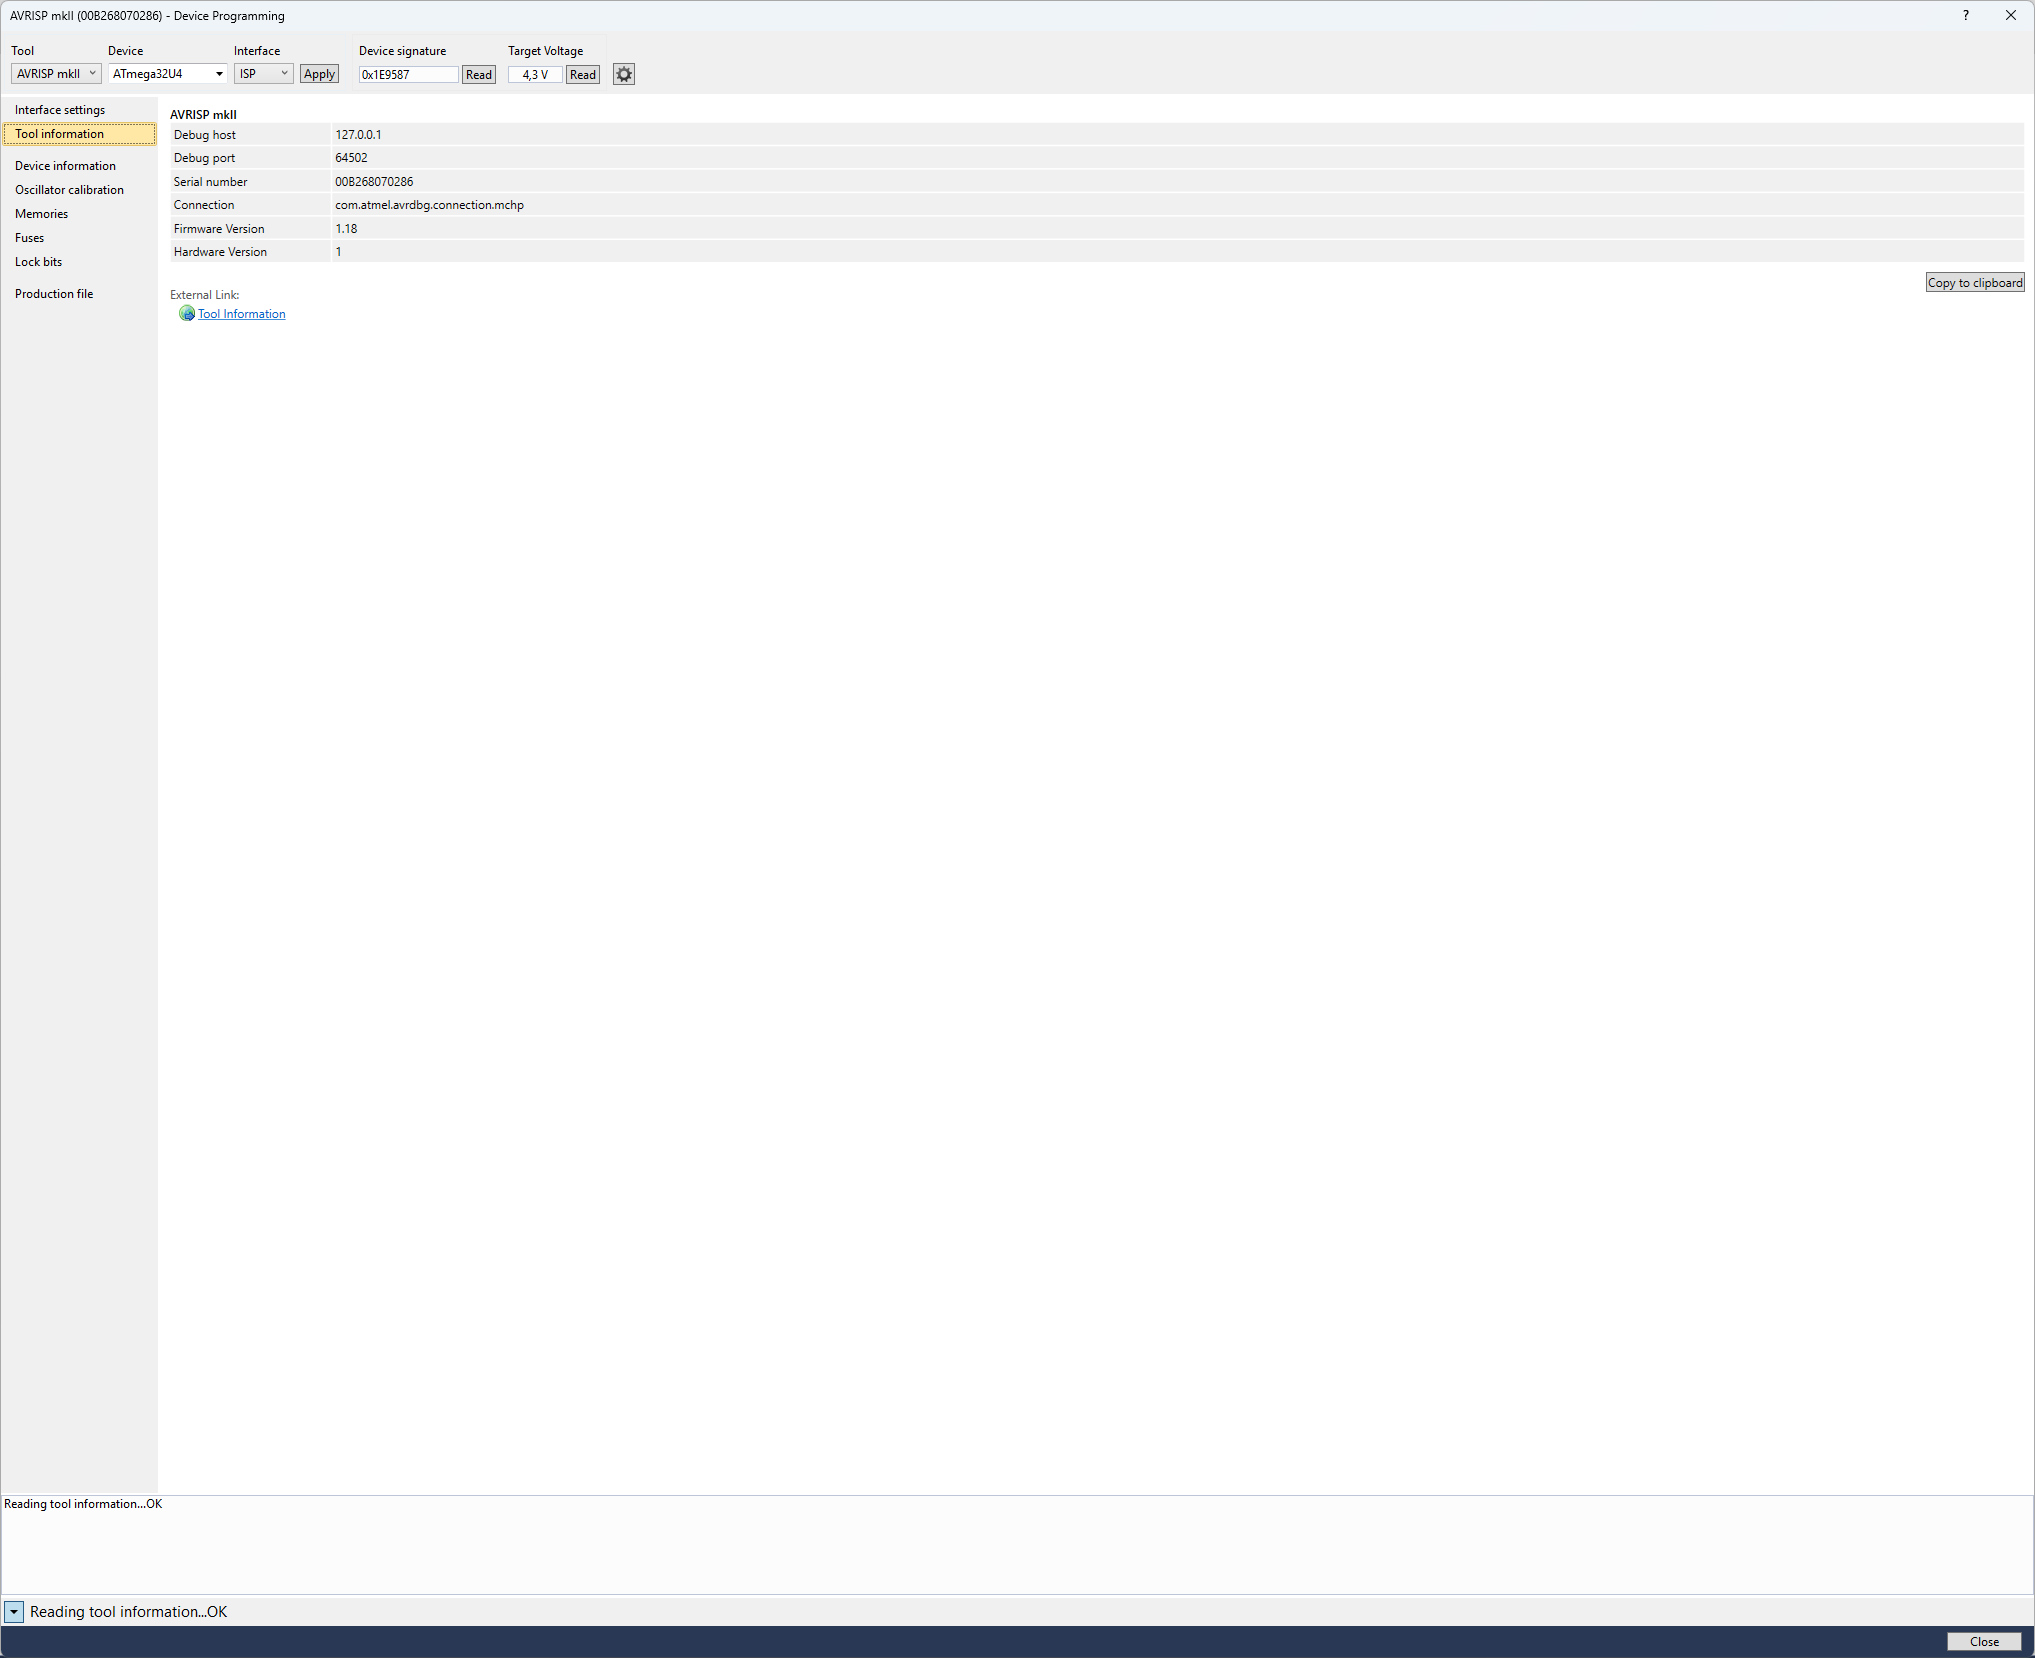 AVRISP mkII (00B268070286) - Device Programming
?
Tool Device Interface Device signature Target Voltage
AVRISP mkII ATmega32U4 ISP Apply 0x1E9587 Read 4,3 V Read
Interface settings
Tool information
Device information
Oscillator calibration
Memories
Fuses
Lock bits
Production file
AVRISP mkII
Debug host 127.0.0.1
Debug port 64502
Serial number 00B268070286
Connection com.atmel.avrdbg.connection.mchp
Firmware Version 1.18
Hardware Version 1
Copy to clipboard
External Link:
Tool Information
Reading tool information...OK
Reading tool information...OK
Close